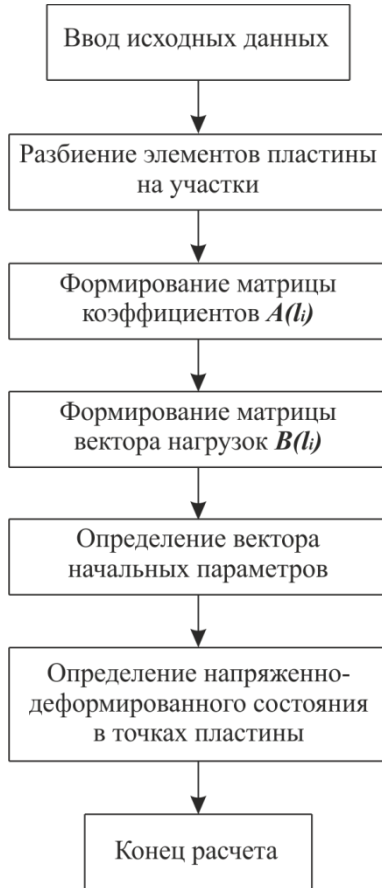 Ввод исходных данных
Разбиение элементов пластины
на участки
Формирование матрицы
коэффициентов A(lᵢ)
Формирование матрицы
вектора нагрузок B(lᵢ)
Определение вектора
начальных параметров
Определение напряженно-
деформированного состояния
в точках пластины
Конец расчета